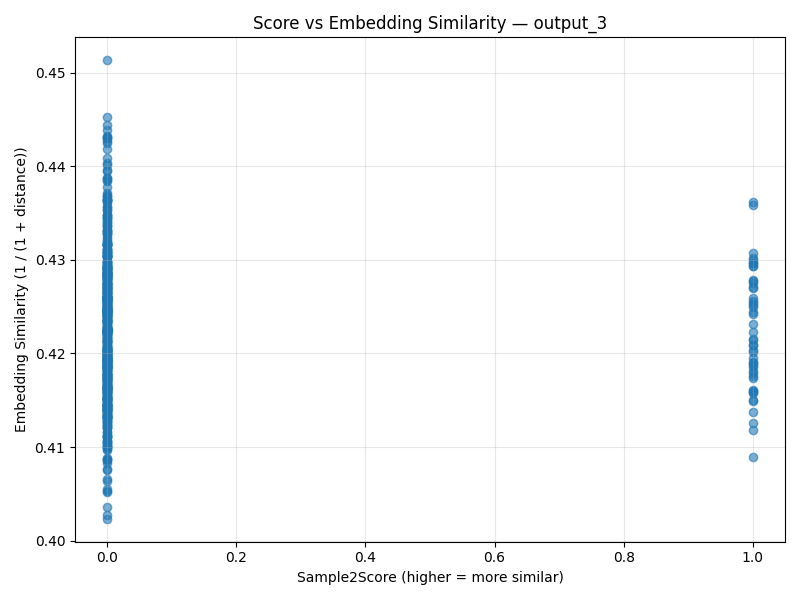 Score vs Embedding Similarity — output_3
Embedding Similarity (1 / (1 + distance))
0.45
0.44
0.43
0.42
0.41
0.40
0.0 0.2 0.4 0.6 0.8 1.0
Sample2Score (higher = more similar)